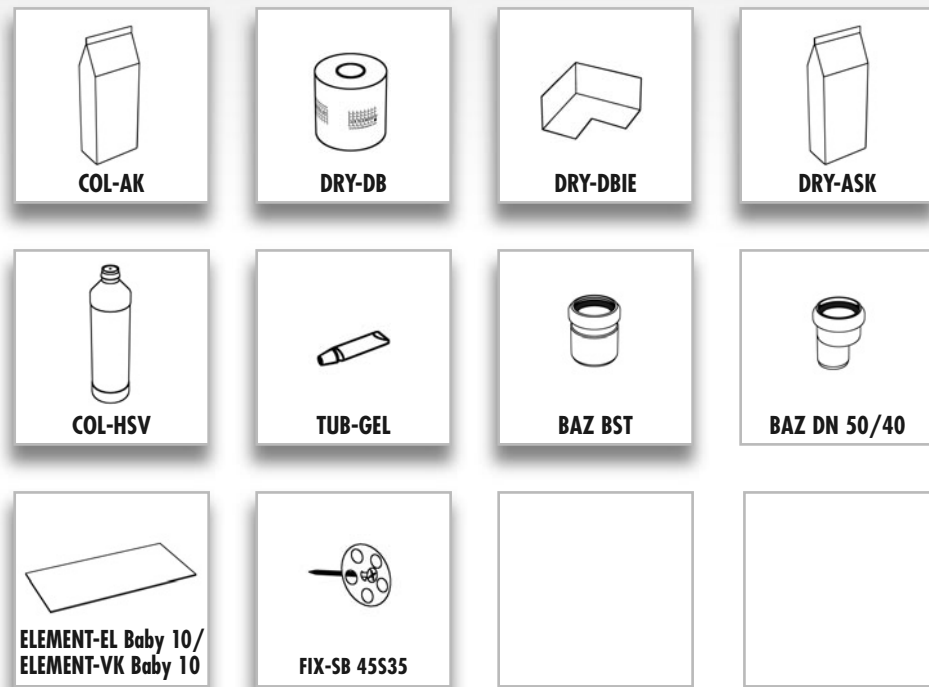 COL-AK
DRY-DB
DRY-DBIE
DRY-ASK
COL-HSV
TUB-GEL
BAZ BST
BAZ DN 50/40
ELEMENT-EL Baby 10/
ELEMENT-VK Baby 10
FIX-SB 45S35